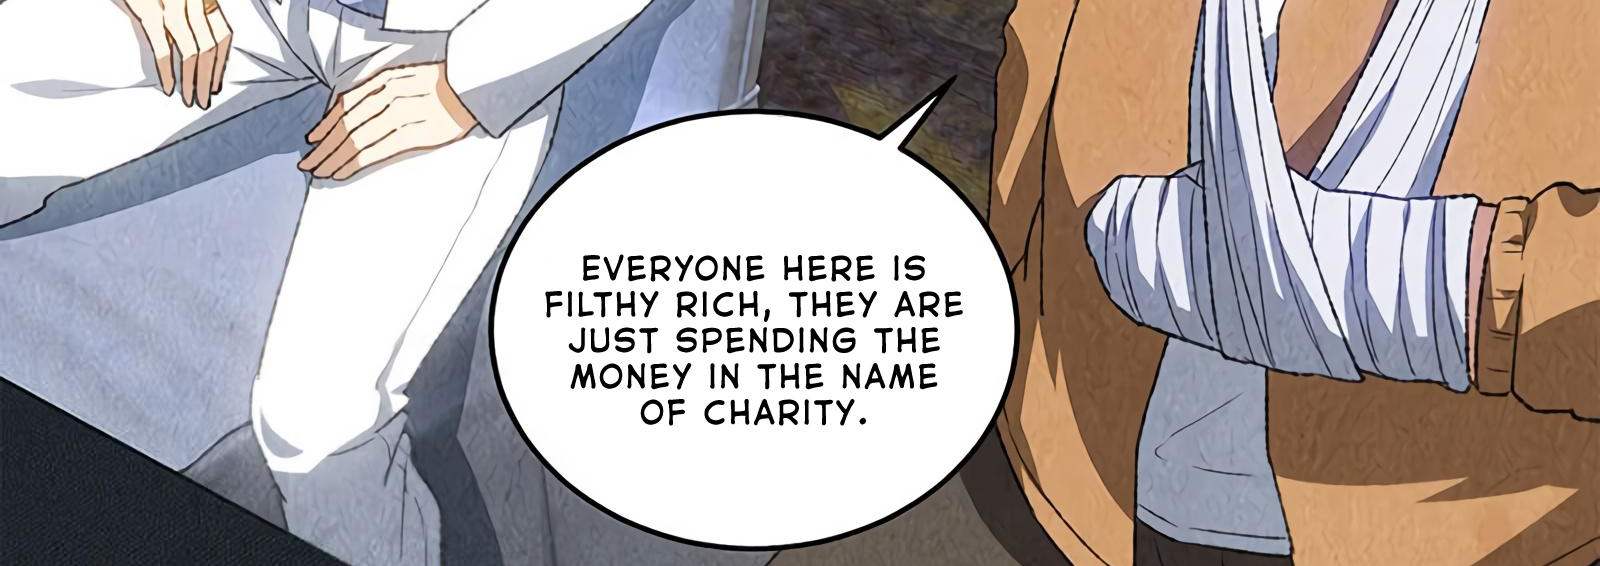 EVERYONE HERE IS
FILTHY RICH, THEY ARE
JUST SPENDING THE
MONEY IN THE NAME
OF CHARITY.